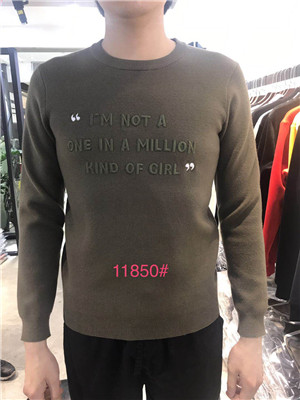 “ I'M NOT A
ONE IN A MILLION
KIND OF GIRL ”
11850#